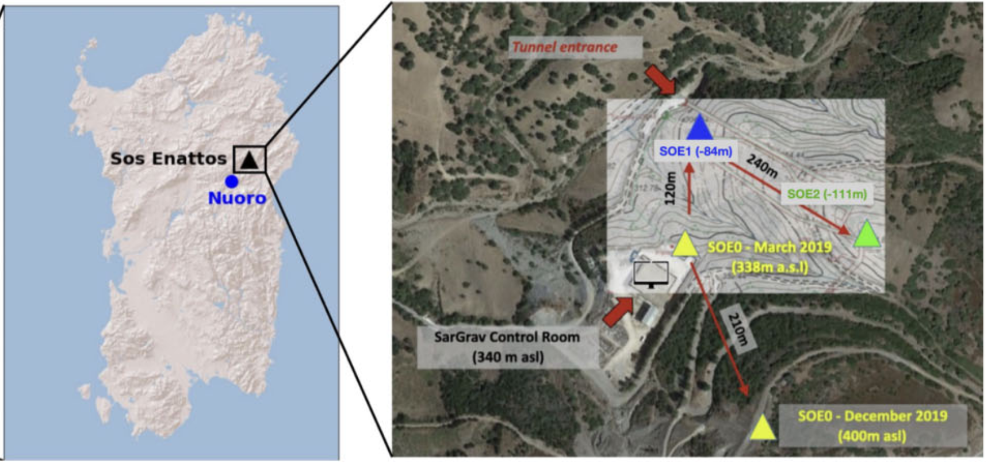 Sos Enattos
Nuoro
Tunnel entrance
SOE1 (-84m)
240m
120m
SOE2 (-111m)
SOE0 - March 2019
(338m a.s.l)
SarGrav Control Room
(340 m asl)
210m
SOE0 - December 2019
(400m asl)